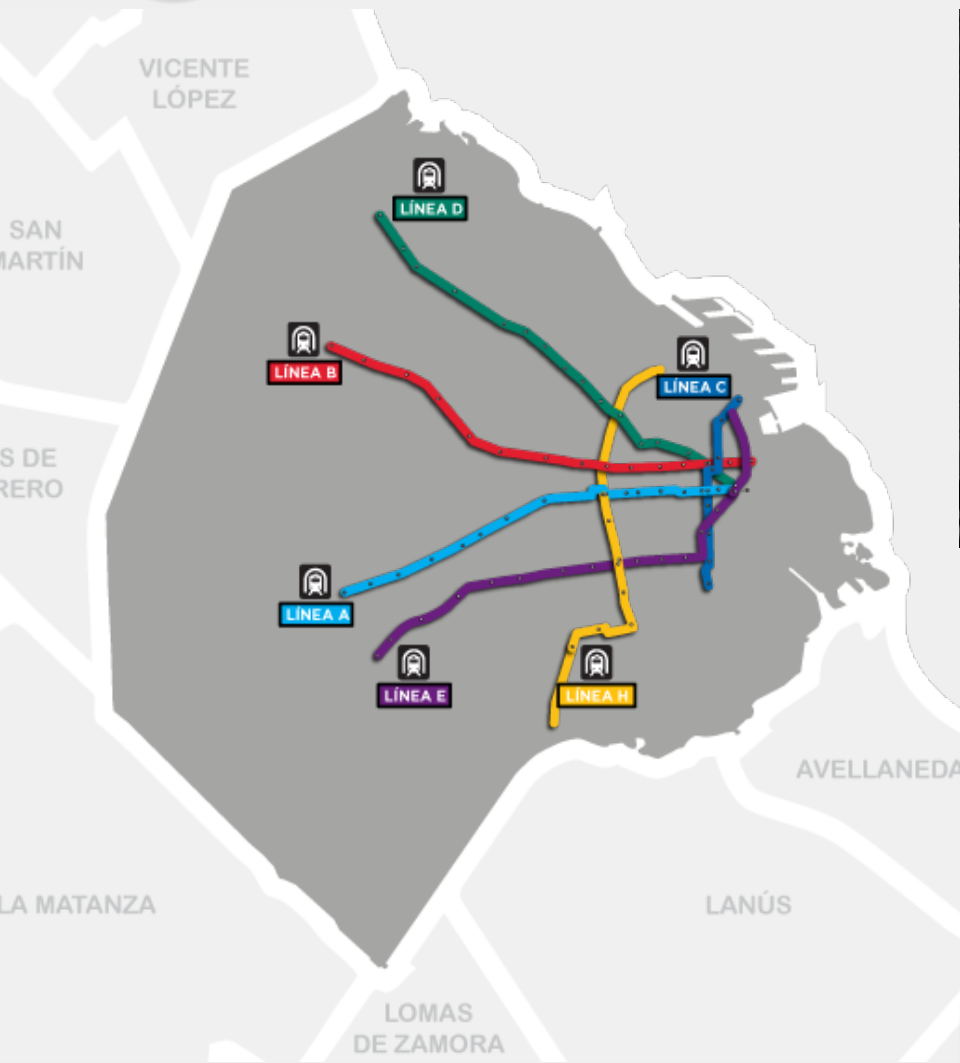 VICENTE
LÓPEZ
LÍNEA D
SAN
MARTÍN
LÍNEA B
LÍNEA C
S DE
RERO
LÍNEA A
LÍNEA E
LÍNEA H
AVELLANEDA
LA MATANZA
LANÚS
LOMAS
DE ZAMORA